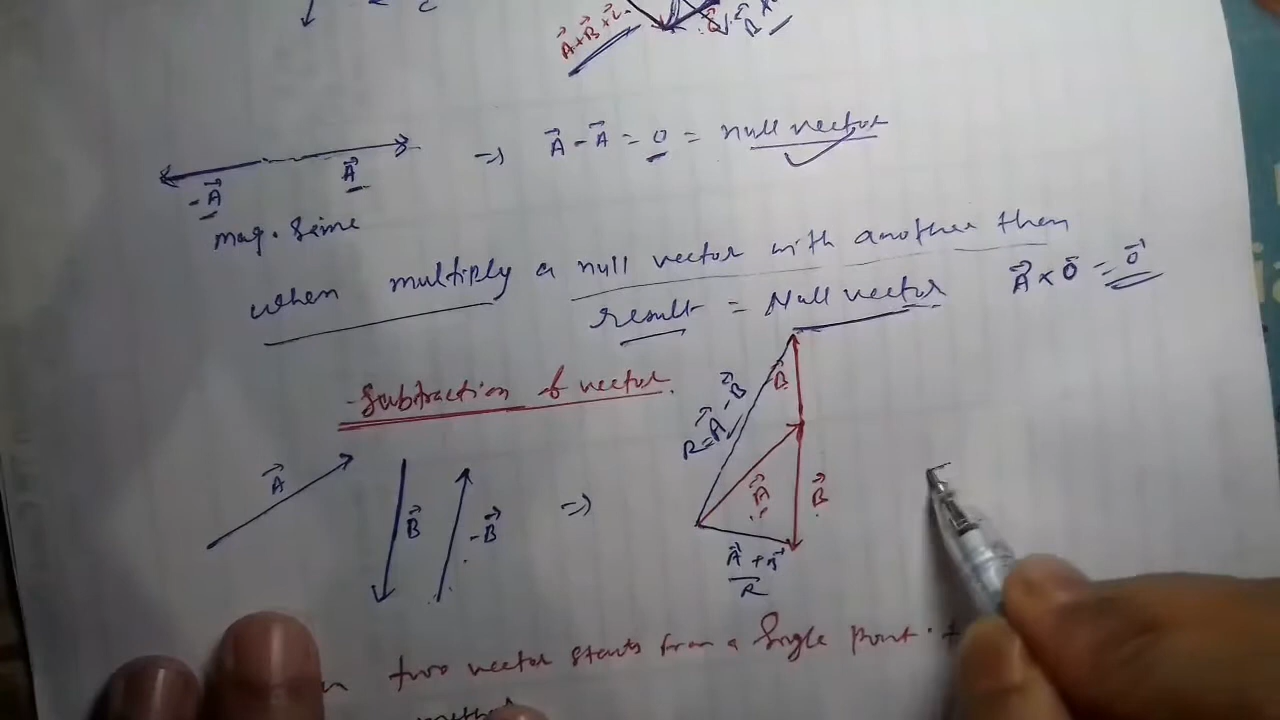 C⃗
A⃗+B⃗+C⃗
B⃗
A⃗ - A⃗ = 0 = Null vector
-A⃗
A⃗
mag. Same
when multiply a null vector with another then
result = Null vector
A⃗ × 0⃗ = 0⃗
Subtraction of vector.
A⃗
B⃗
-B⃗
⇒
R = A⃗ - B⃗
B⃗
A⃗
B⃗
A⃗ + B⃗
R
two vector starts from a Single Point.
method